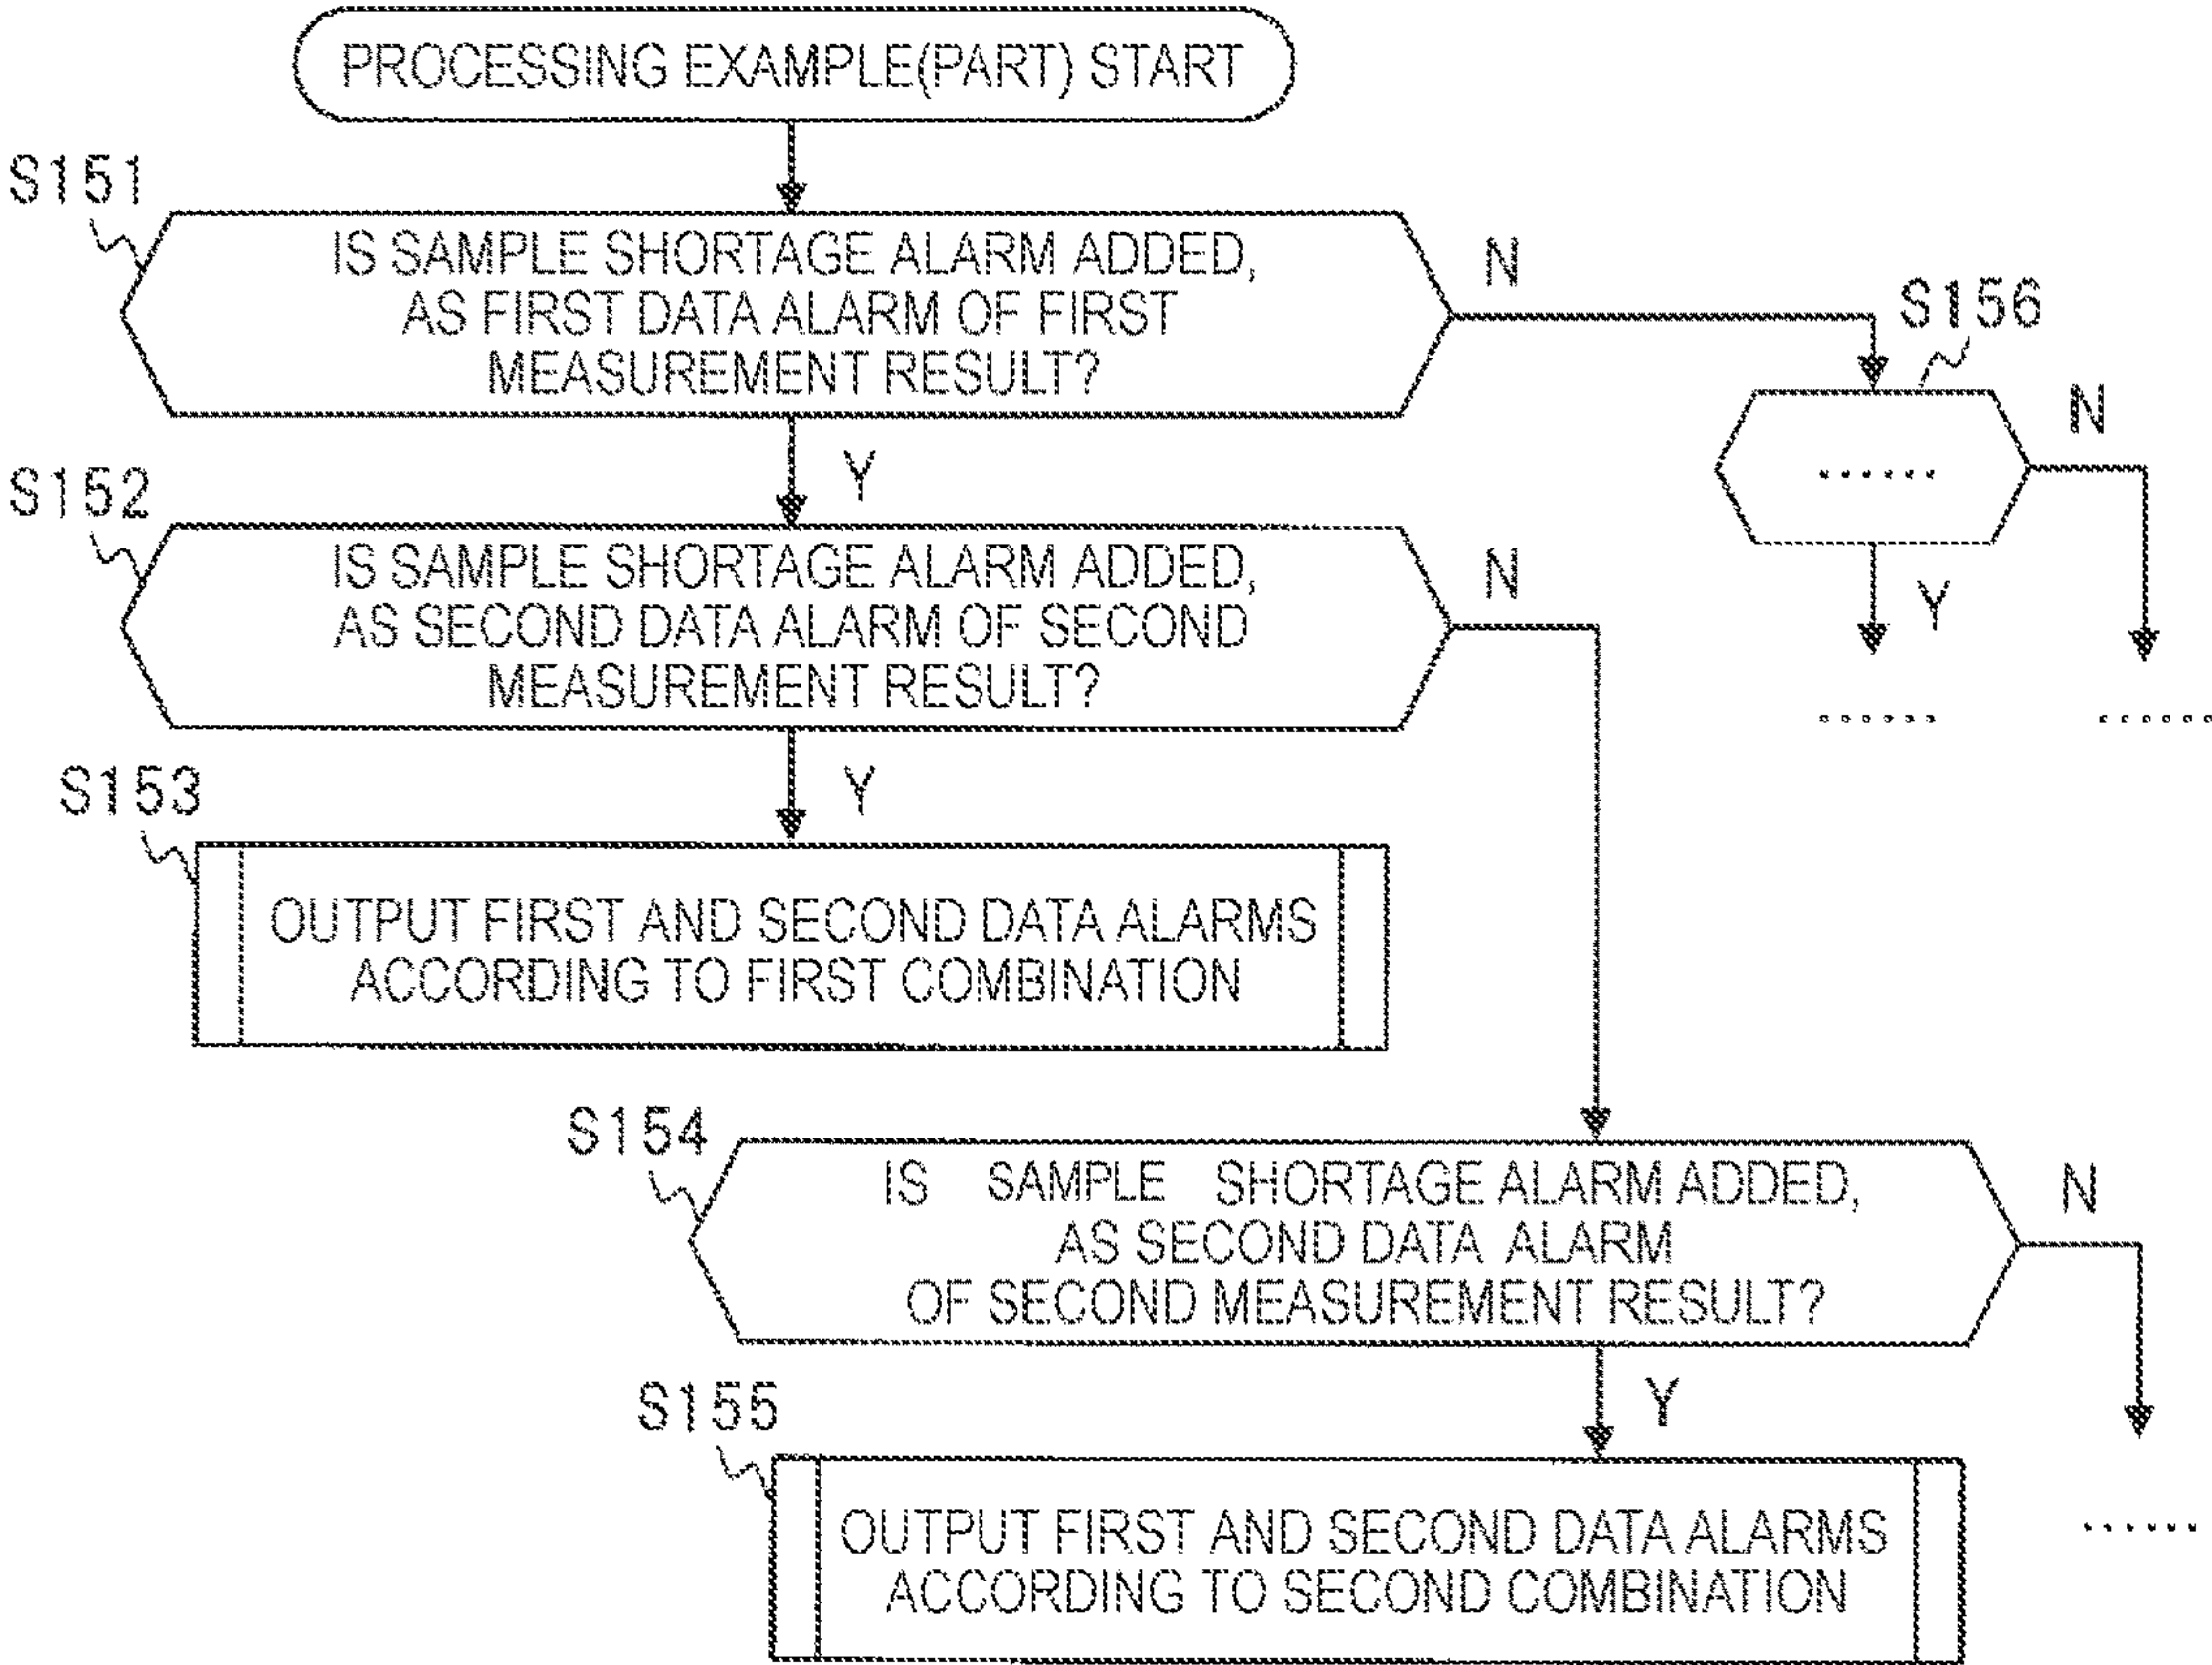 PROCESSING EXAMPLE(PART) START
S151
IS SAMPLE SHORTAGE ALARM ADDED,
AS FIRST DATA ALARM OF FIRST
MEASUREMENT RESULT?
N
S156
......
N
Y
Y
......
......
S152
IS SAMPLE SHORTAGE ALARM ADDED,
AS SECOND DATA ALARM OF SECOND
MEASUREMENT RESULT?
N
Y
S153
OUTPUT FIRST AND SECOND DATA ALARMS
ACCORDING TO FIRST COMBINATION
S154
IS SAMPLE SHORTAGE ALARM ADDED,
AS SECOND DATA ALARM
OF SECOND MEASUREMENT RESULT?
N
Y
......
S155
OUTPUT FIRST AND SECOND DATA ALARMS
ACCORDING TO SECOND COMBINATION